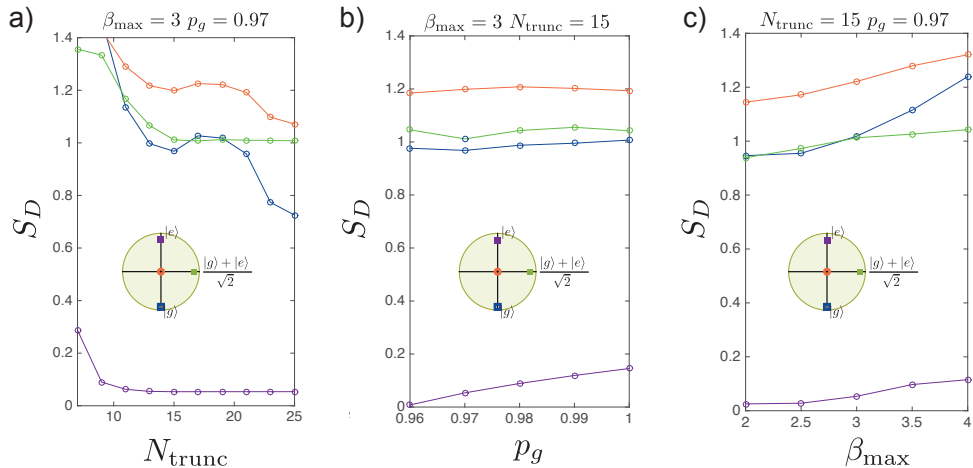 a)
β_max = 3 p_g = 0.97
1.4
1.2
1
0.8
0.6
0.4
0.2
0
S_D
10 15 20 25
N_trunc
|e⟩
|g⟩ + |e⟩
√2
|g⟩
b)
β_max = 3 N_trunc = 15
1.4
1.2
1
0.8
0.6
0.4
0.2
0
S_D
0.96 0.97 0.98 0.99 1
p_g
|e⟩
|g⟩ + |e⟩
√2
|g⟩
c)
N_trunc = 15 p_g = 0.97
1.4
1.2
1
0.8
0.6
0.4
0.2
0
S_D
2 2.5 3 3.5 4
β_max
|e⟩
|g⟩ + |e⟩
√2
|g⟩